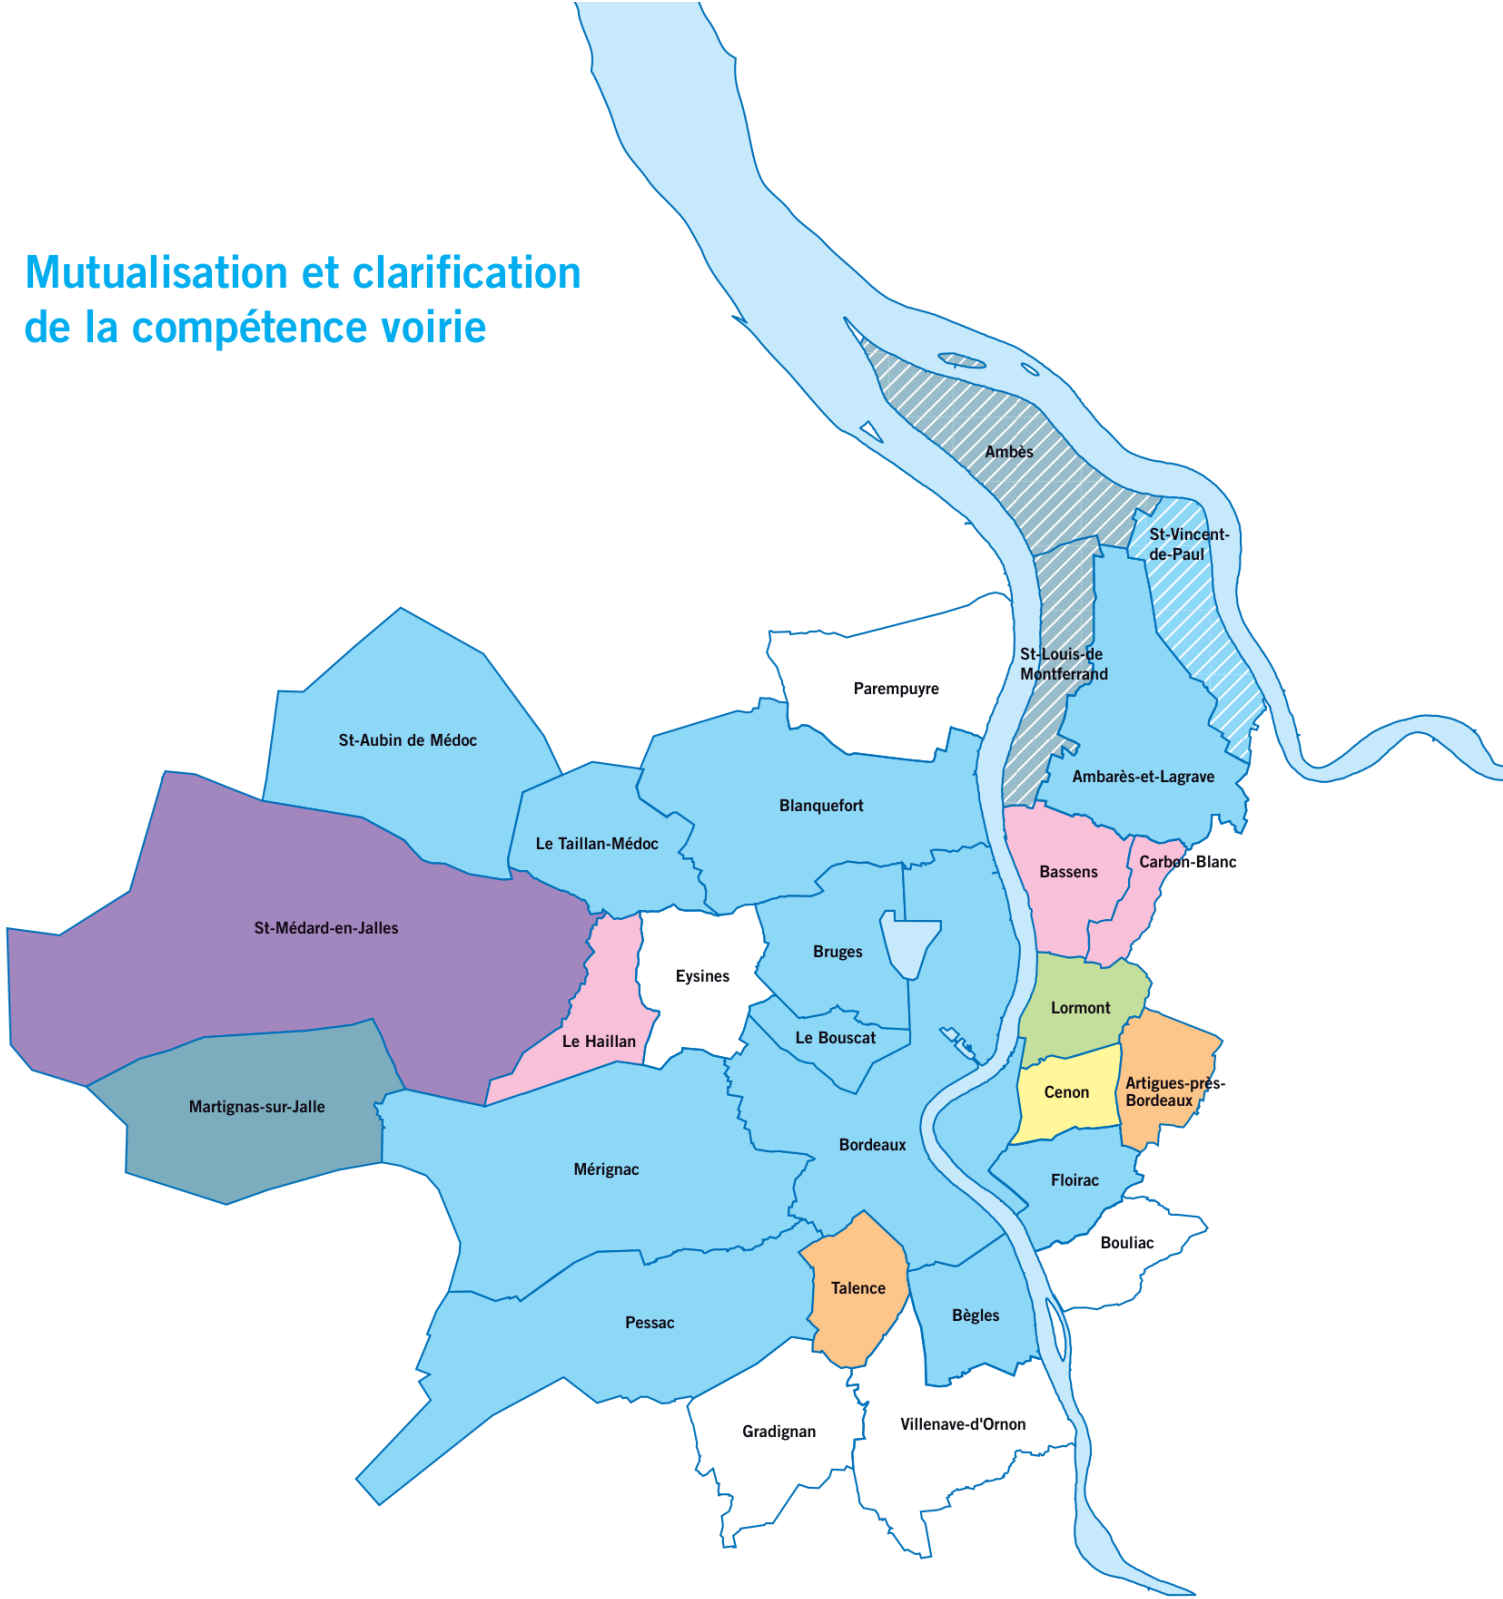 Mutualisation et clarification
de la compétence voirie
Ambès
St-Vincent-
de-Paul
St-Louis-de
Montferrand
Parempuyre
St-Aubin de Médoc
Ambarès-et-Lagrave
Blanquefort
Le Taillan-Médoc
Carbon-Blanc
Bassens
St-Médard-en-Jalles
Bruges
Eysines
Lormont
Le Bouscat
Le Haillan
Cenon
Artigues-près-
Bordeaux
Martignas-sur-Jalle
Bordeaux
Mérignac
Floirac
Bouliac
Talence
Bègles
Pessac
Villenave-d'Ornon
Gradignan